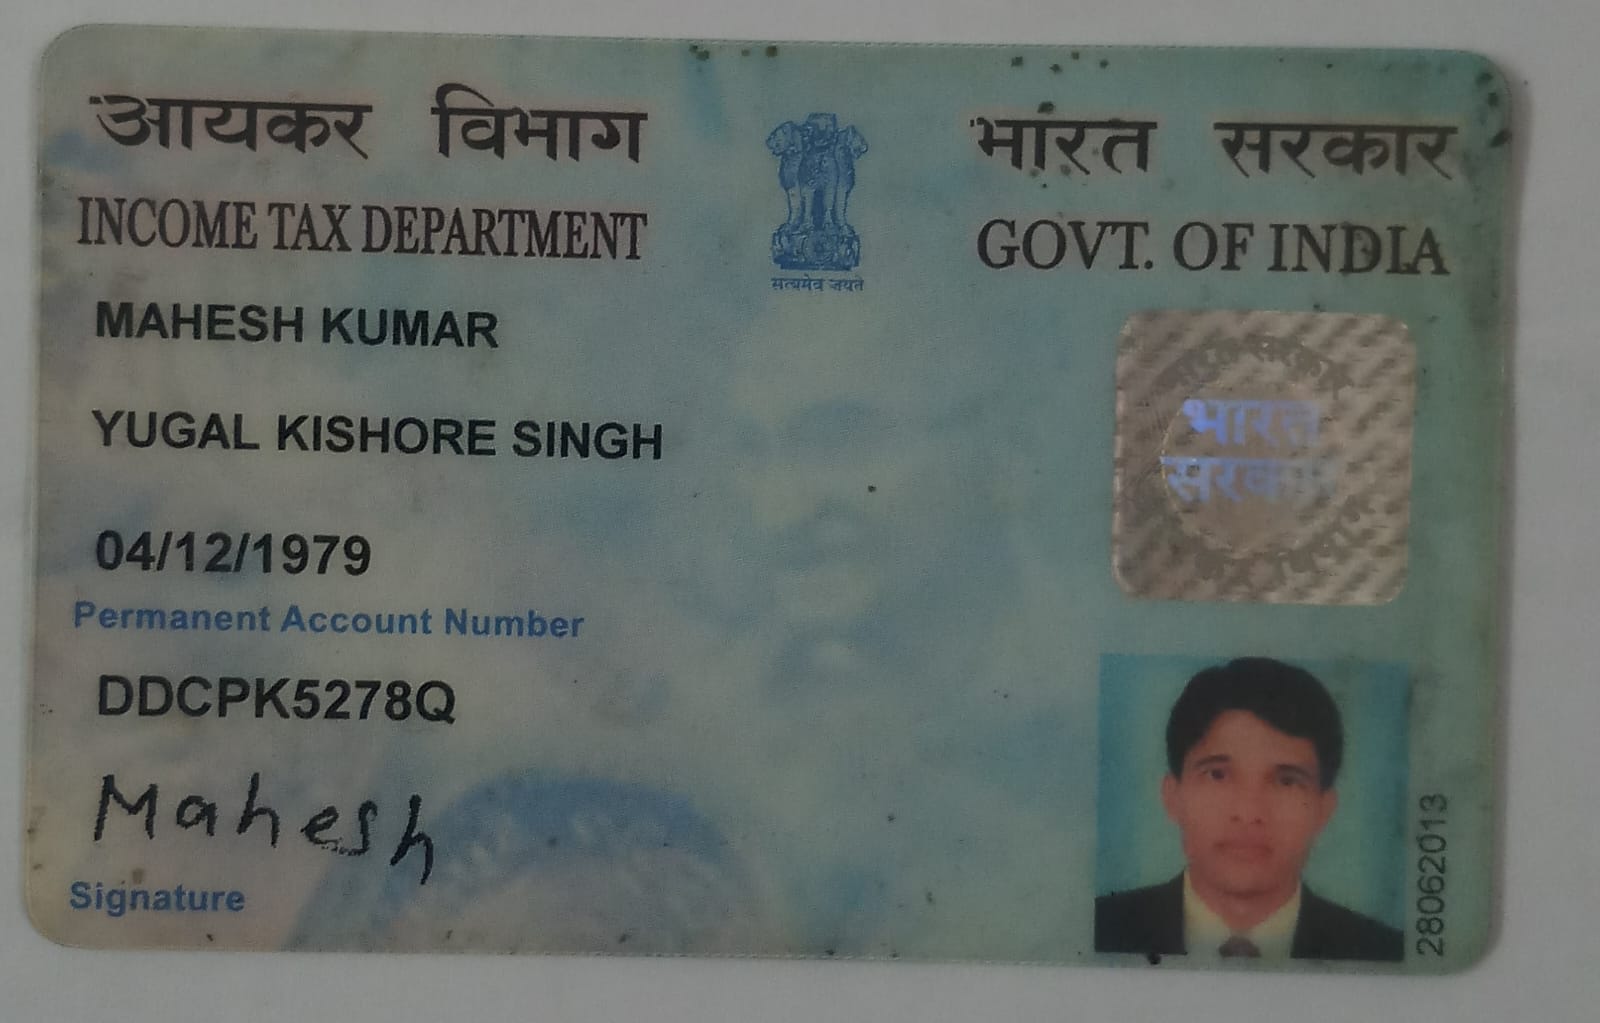 आयकर विभाग
INCOME TAX DEPARTMENT
सत्यमेव जयते
भारत सरकार
GOVT. OF INDIA
MAHESH KUMAR
YUGAL KISHORE SINGH
04/12/1979
Permanent Account Number
DDCPK5278Q
Mahesh
Signature
भारत
सरकार
28062013